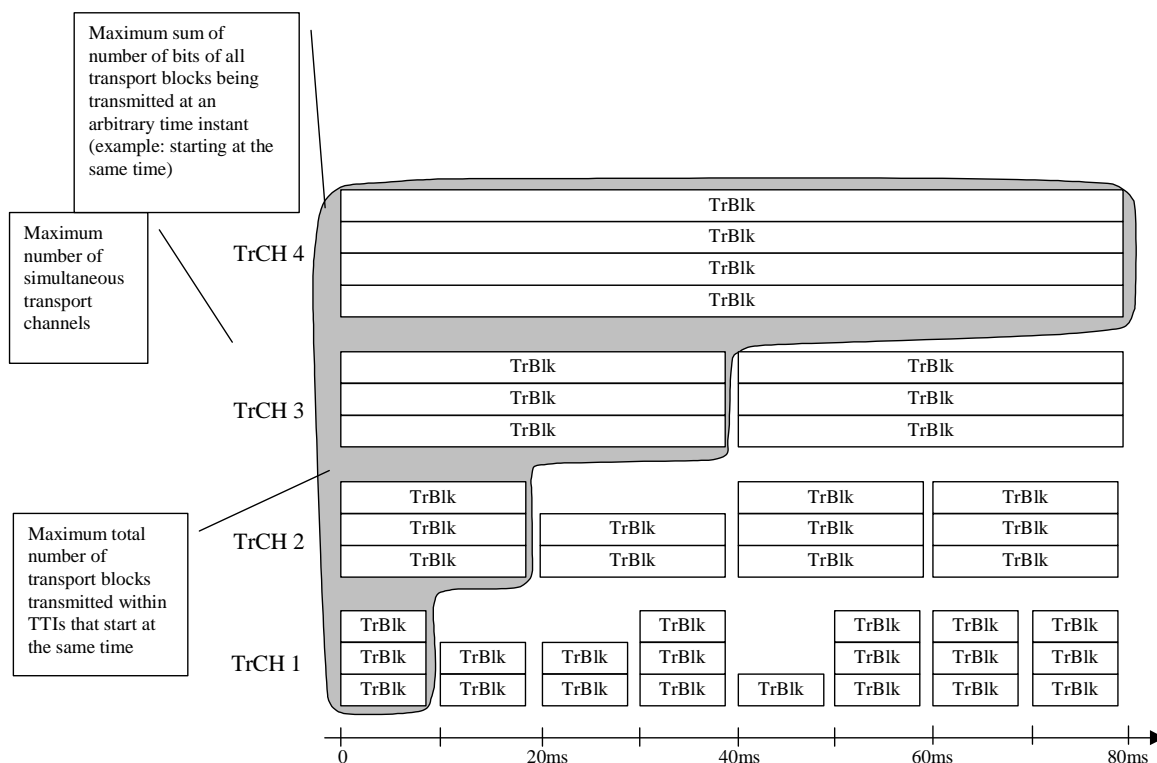 Maximum sum of
number of bits of all
transport blocks being
transmitted at an
arbitrary time instant
(example: starting at the
same time)
Maximum
number of
simultaneous
transport
channels
TrCH 4
TrBlk
TrBlk
TrBlk
TrBlk
TrCH 3
TrBlk TrBlk
TrBlk TrBlk
TrBlk TrBlk
Maximum total
number of
transport blocks
transmitted within
TTIs that start at
the same time
TrCH 2
TrBlk TrBlk TrBlk
TrBlk TrBlk TrBlk TrBlk
TrBlk TrBlk TrBlk TrBlk
TrCH 1
TrBlk TrBlk TrBlk TrBlk TrBlk
TrBlk TrBlk TrBlk TrBlk TrBlk TrBlk TrBlk
TrBlk TrBlk TrBlk TrBlk TrBlk TrBlk TrBlk TrBlk
0 20ms 40ms 60ms 80ms